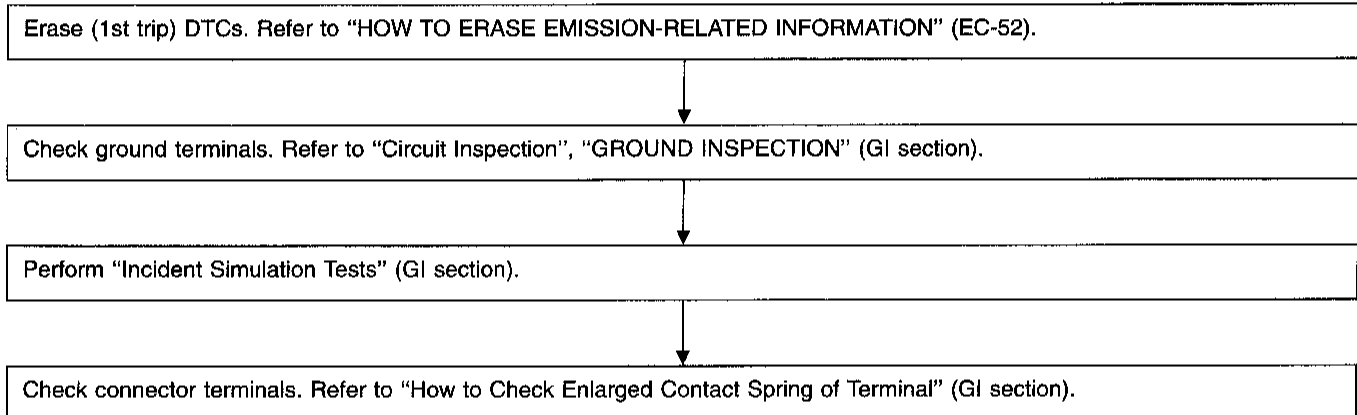 Erase (1st trip) DTCs. Refer to “HOW TO ERASE EMISSION-RELATED INFORMATION” (EC-52).
Check ground terminals. Refer to “Circuit Inspection”, “GROUND INSPECTION” (GI section).
Perform “Incident Simulation Tests” (GI section).
Check connector terminals. Refer to “How to Check Enlarged Contact Spring of Terminal” (GI section).